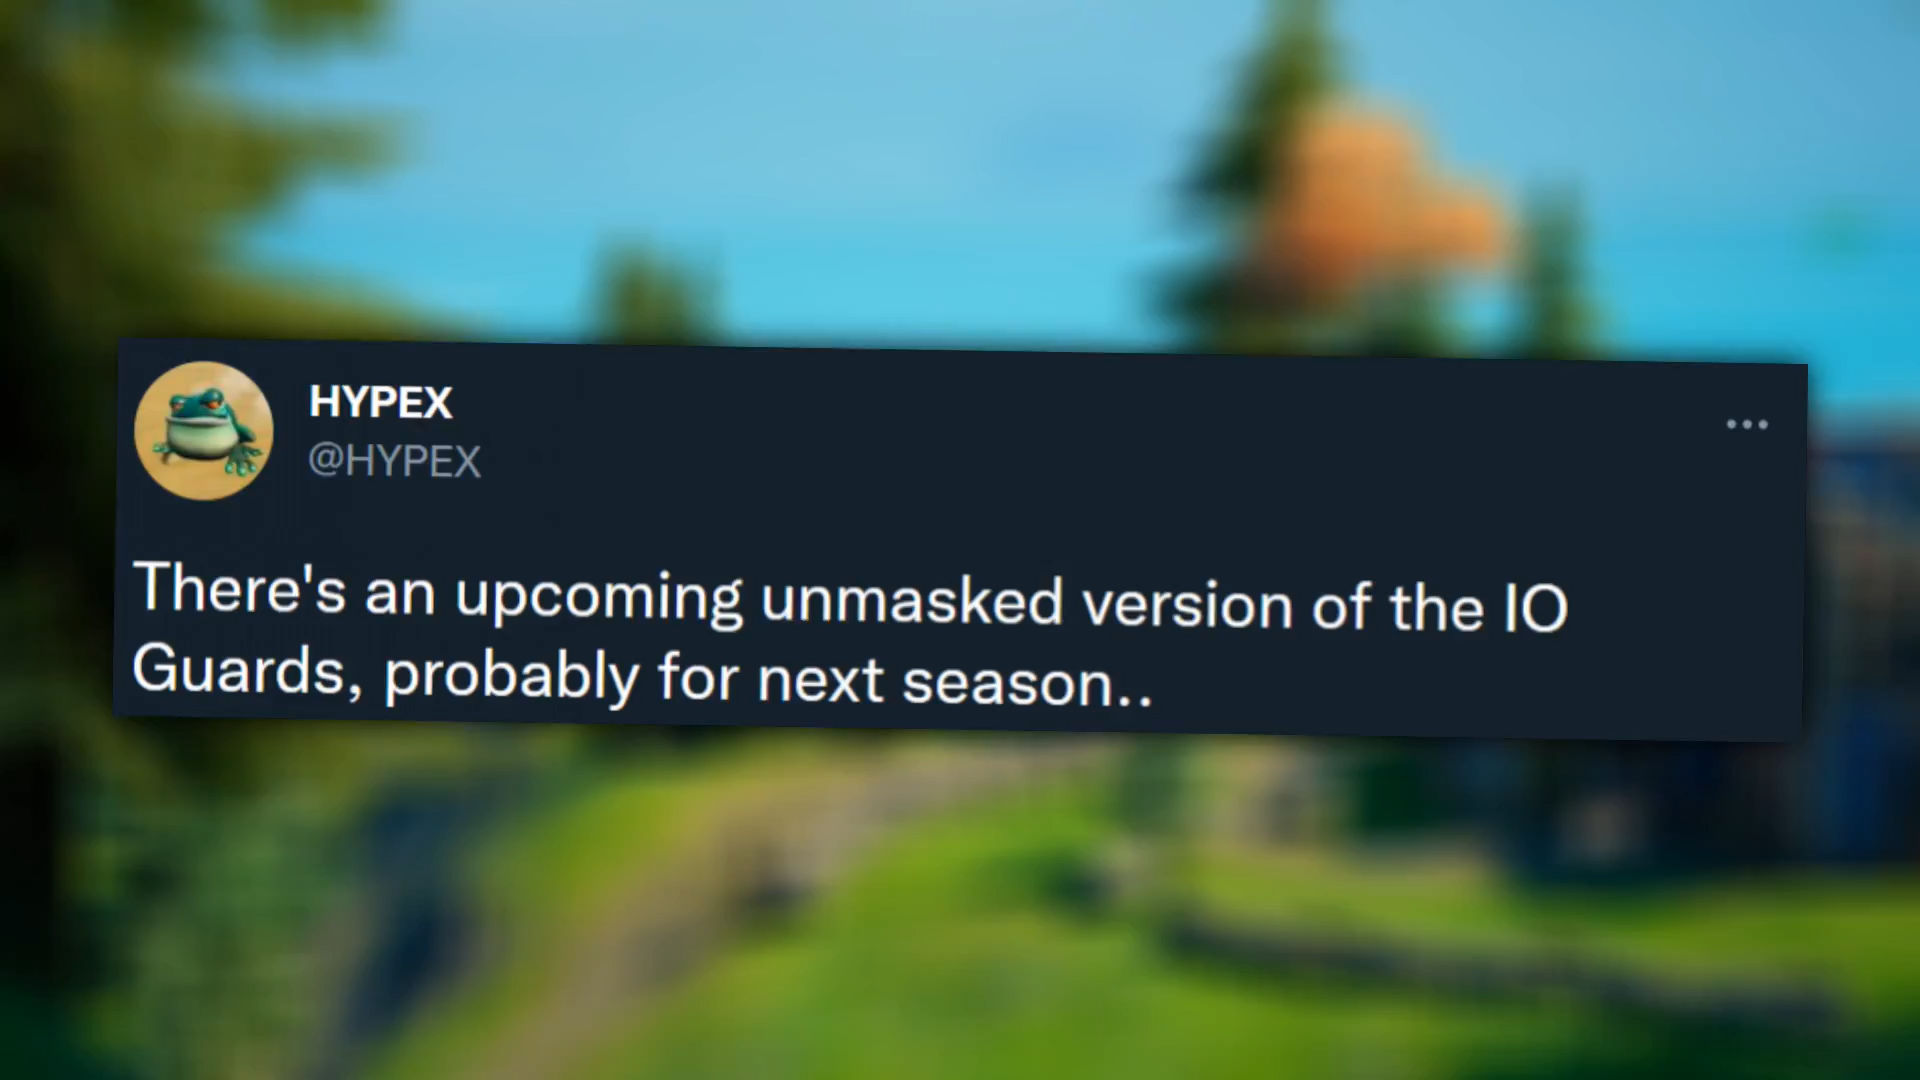 HYPEX
@HYPEX
There's an upcoming unmasked version of the IO
Guards, probably for next season..